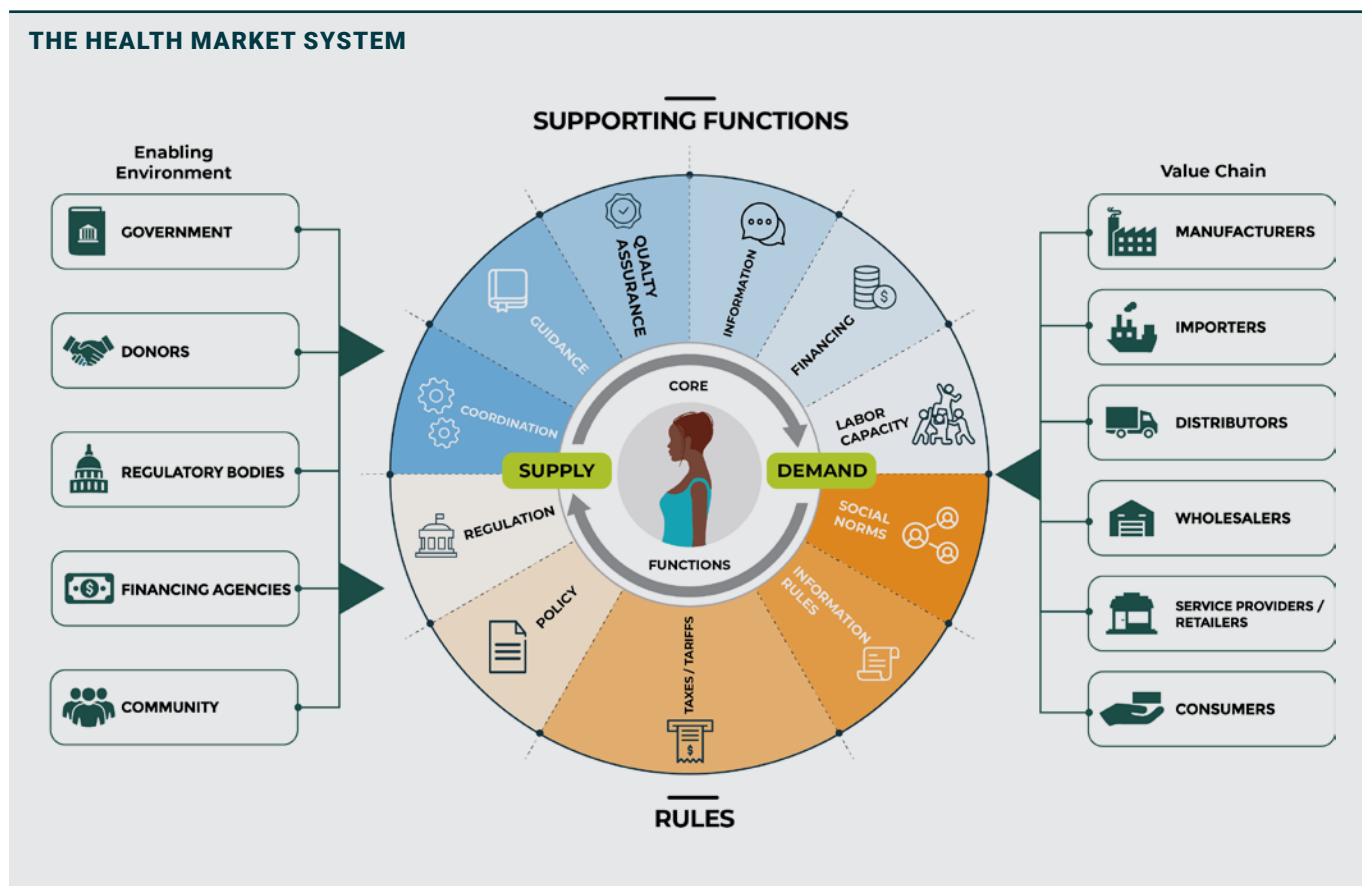 THE HEALTH MARKET SYSTEM
SUPPORTING FUNCTIONS
Enabling
Environment
GOVERNMENT
DONORS
REGULATORY BODIES
FINANCING AGENCIES
COMMUNITY
COORDINATION
GUIDANCE
QUALTY
ASSURANCE
INFORMATION
FINANCING
LABOR
CAPACITY
CORE
SUPPLY
DEMAND
FUNCTIONS
REGULATION
POLICY
TAXES / TARIFFS
$
INFORMATION
RULES
SOCIAL
NORMS
RULES
Value Chain
MANUFACTURERS
IMPORTERS
DISTRIBUTORS
WHOLESALERS
SERVICE PROVIDERS /
RETAILERS
CONSUMERS
$
$